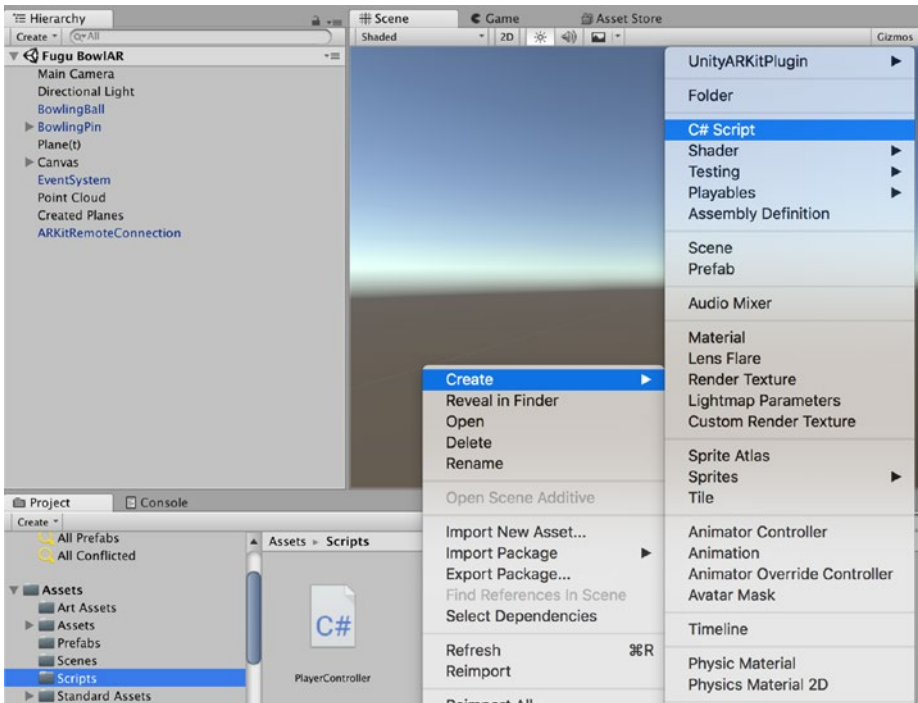 Hierarchy
Create
All
Fugu BowlAR
Main Camera
Directional Light
BowlingBall
BowlingPin
Plane(t)
Canvas
EventSystem
Point Cloud
Created Planes
ARKitRemoteConnection
Scene
Game
Asset Store
Shaded
2D
Gizmos
UnityARKitPlugin
Folder
C# Script
Shader
Testing
Playables
Assembly Definition
Scene
Prefab
Audio Mixer
Material
Lens Flare
Render Texture
Lightmap Parameters
Custom Render Texture
Sprite Atlas
Sprites
Tile
Animator Controller
Animation
Animator Override Controller
Avatar Mask
Timeline
Physic Material
Physics Material 2D
Create
Reveal in Finder
Open
Delete
Rename
Open Scene Additive
Import New Asset...
Import Package
Export Package...
Find References In Scene
Select Dependencies
Refresh ⌘R
Reimport
Reimport All
Project
Console
Create
All Prefabs
All Conflicted
Assets
Art Assets
Assets
Prefabs
Scenes
Scripts
Standard Assets
Assets ▸ Scripts
C#
PlayerController